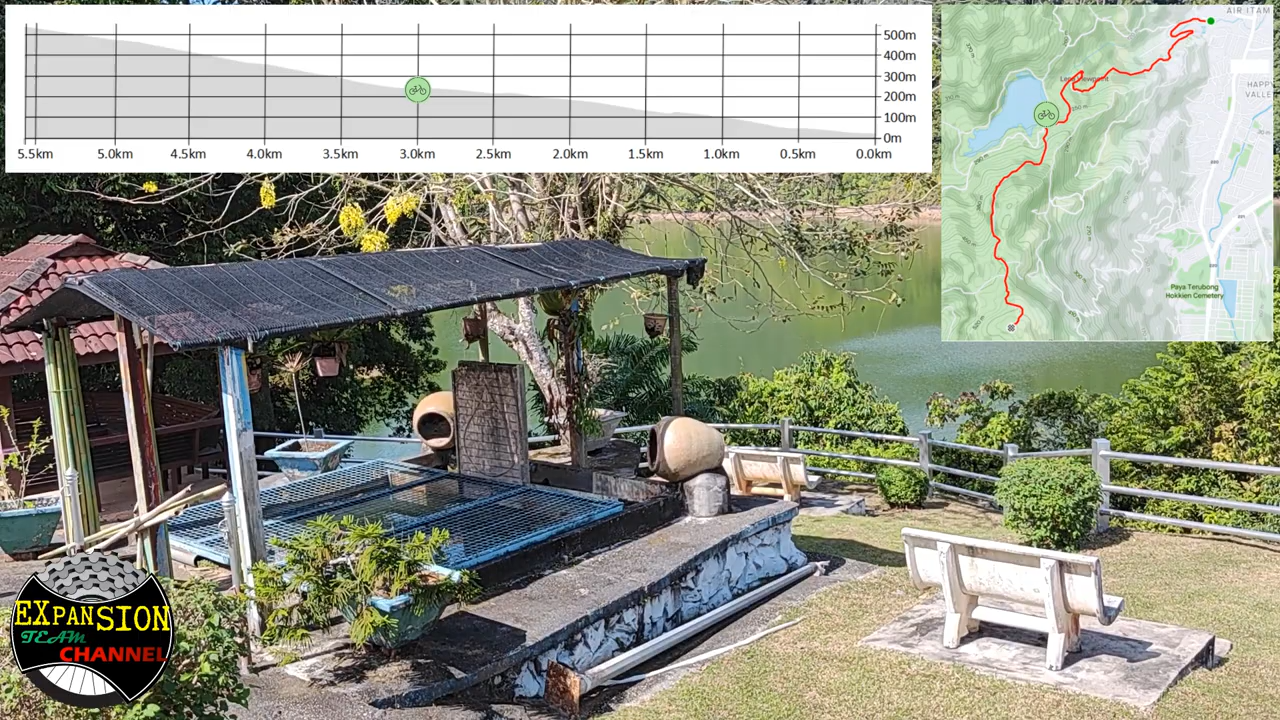 500m
400m
300m
200m
100m
0m
5.5km 5.0km 4.5km 4.0km 3.5km 3.0km 2.5km 2.0km 1.5km 1.0km 0.5km 0.0km
AIR ITAM
HAPPY
VALLEY
Paya Terubong
Hokkien Cemetery
EXPANSION
TEAM
CHANNEL